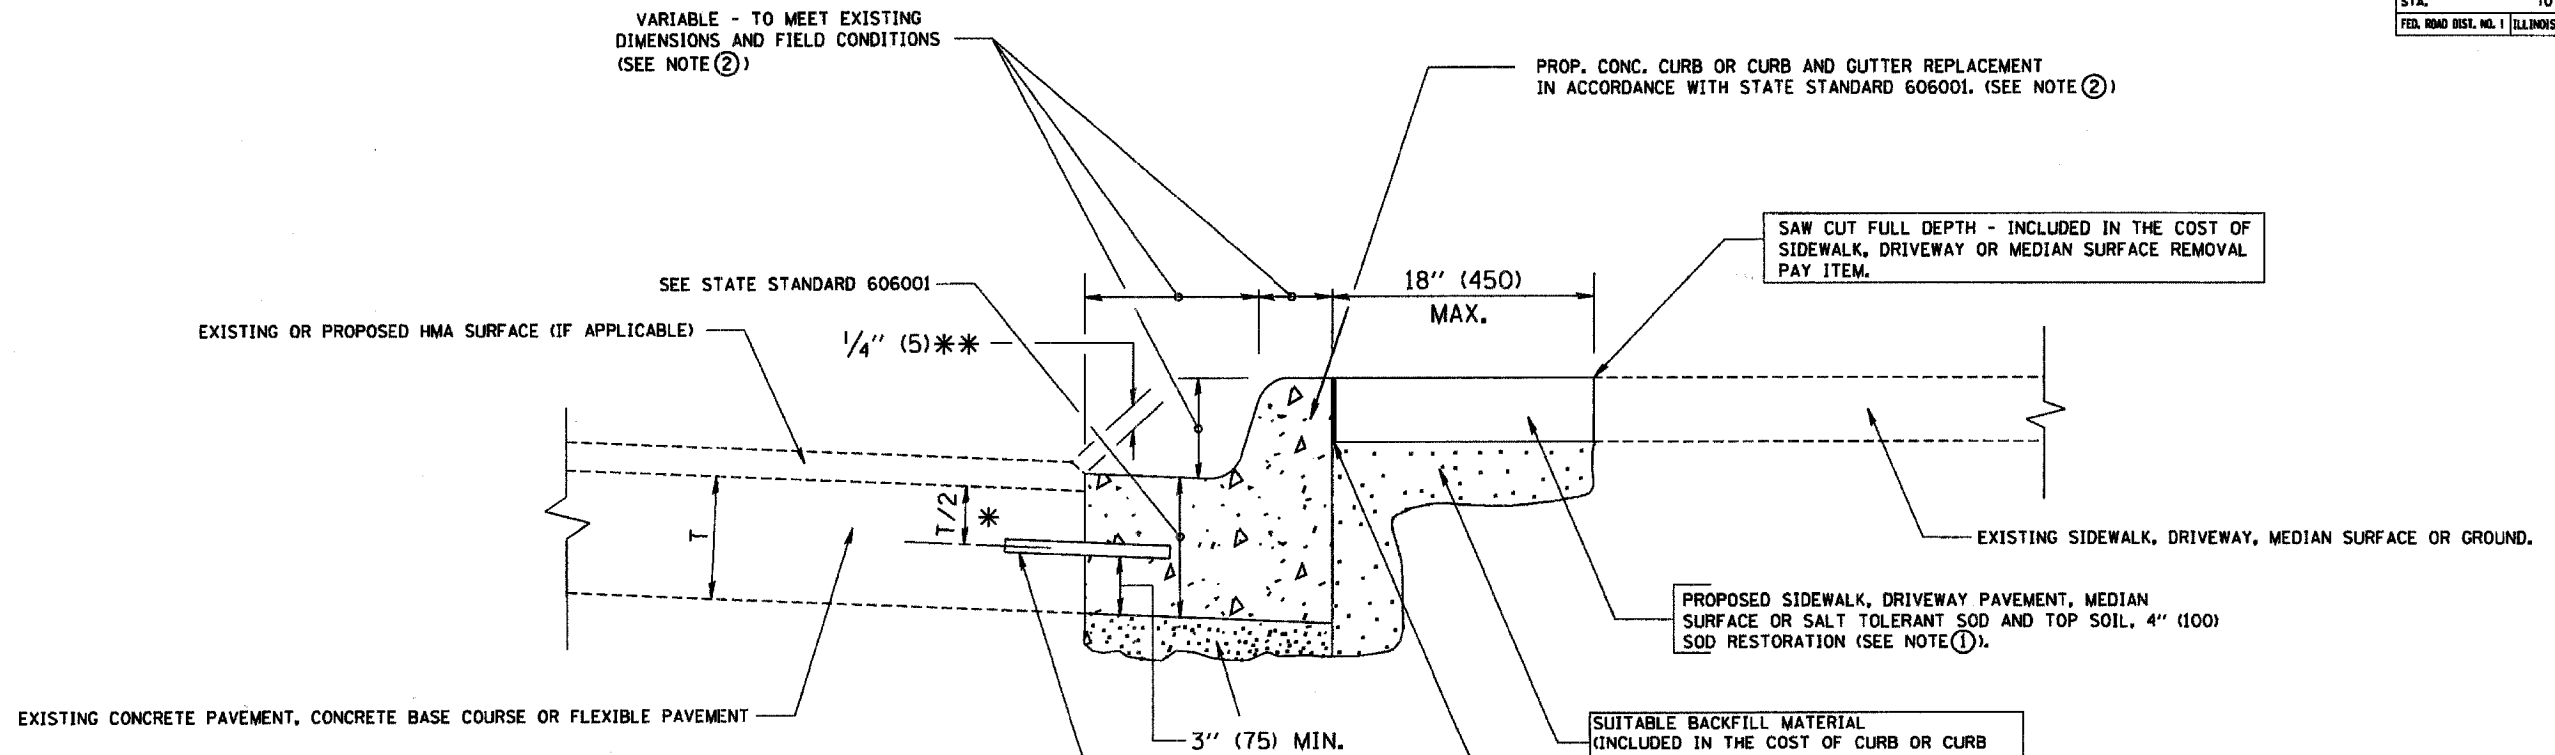 VARIABLE - TO MEET EXISTING
DIMENSIONS AND FIELD CONDITIONS
(SEE NOTE ②)
STA. TO
FED. ROAD DIST. NO. 1 ILLINOIS
PROP. CONC. CURB OR CURB AND GUTTER REPLACEMENT
IN ACCORDANCE WITH STATE STANDARD 606001. (SEE NOTE ②)
SAW CUT FULL DEPTH - INCLUDED IN THE COST OF
SIDEWALK, DRIVEWAY OR MEDIAN SURFACE REMOVAL
PAY ITEM.
SEE STATE STANDARD 606001
18" (450)
MAX.
EXISTING OR PROPOSED HMA SURFACE (IF APPLICABLE)
1/4" (5)**
T
T/2 *
EXISTING SIDEWALK, DRIVEWAY, MEDIAN SURFACE OR GROUND.
PROPOSED SIDEWALK, DRIVEWAY PAVEMENT, MEDIAN
SURFACE OR SALT TOLERANT SOD AND TOP SOIL, 4" (100)
SOD RESTORATION (SEE NOTE ①).
EXISTING CONCRETE PAVEMENT, CONCRETE BASE COURSE OR FLEXIBLE PAVEMENT
3" (75) MIN.
SUITABLE BACKFILL MATERIAL
(INCLUDED IN THE COST OF CURB OR CURB